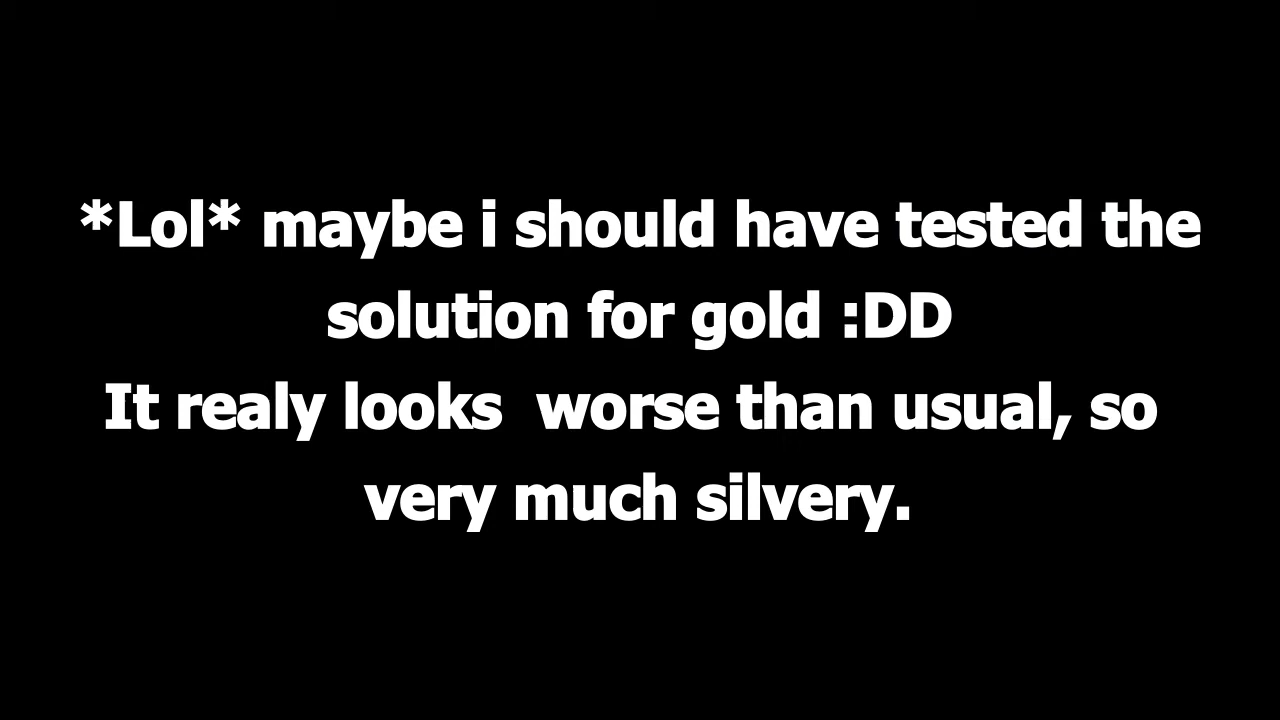 *Lol* maybe i should have tested the
solution for gold :DD
It realy looks  worse than usual, so
very much silvery.